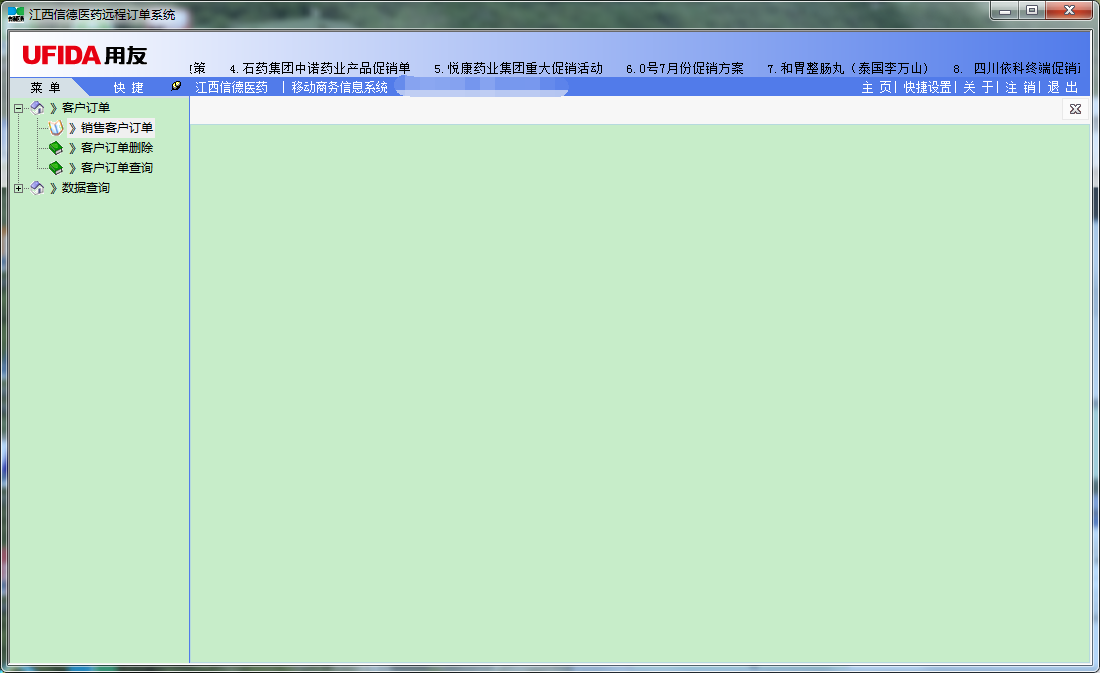 江西信德医药远程订单系统
UFIDA 用友
策 4. 石药集团中诺药业产品促销单 5. 悦康药业集团重大促销活动 6.0号7月份促销方案 7. 和胃整肠丸（泰国李万山） 8. 四川依科终端促销
菜 单 快 捷 江西信德医药 | 移动商务信息系统 主 页| 快捷设置| 关 于| 注 销| 退 出
》客户订单
》销售客户订单
》客户订单删除
》客户订单查询
》数据查询